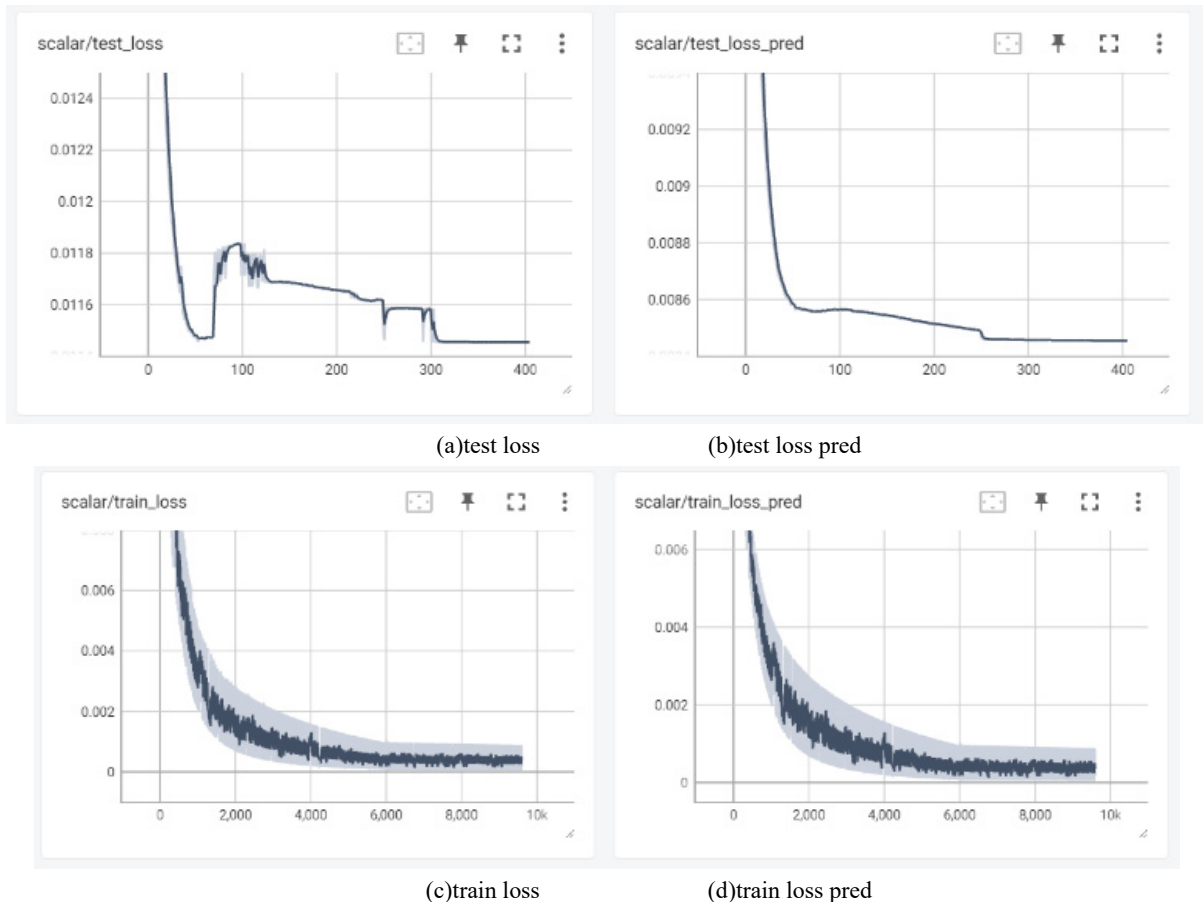 scalar/test_loss
0.0124
0.0122
0.012
0.0118
0.0116
0 100 200 300 400
scalar/test_loss_pred
0.0092
0.009
0.0088
0.0086
0 100 200 300 400
(a)test loss
(b)test loss pred
scalar/train_loss
0.006
0.004
0.002
0
0 2,000 4,000 6,000 8,000 10k
scalar/train_loss_pred
0.006
0.004
0.002
0
0 2,000 4,000 6,000 8,000 10k
(c)train loss
(d)train loss pred